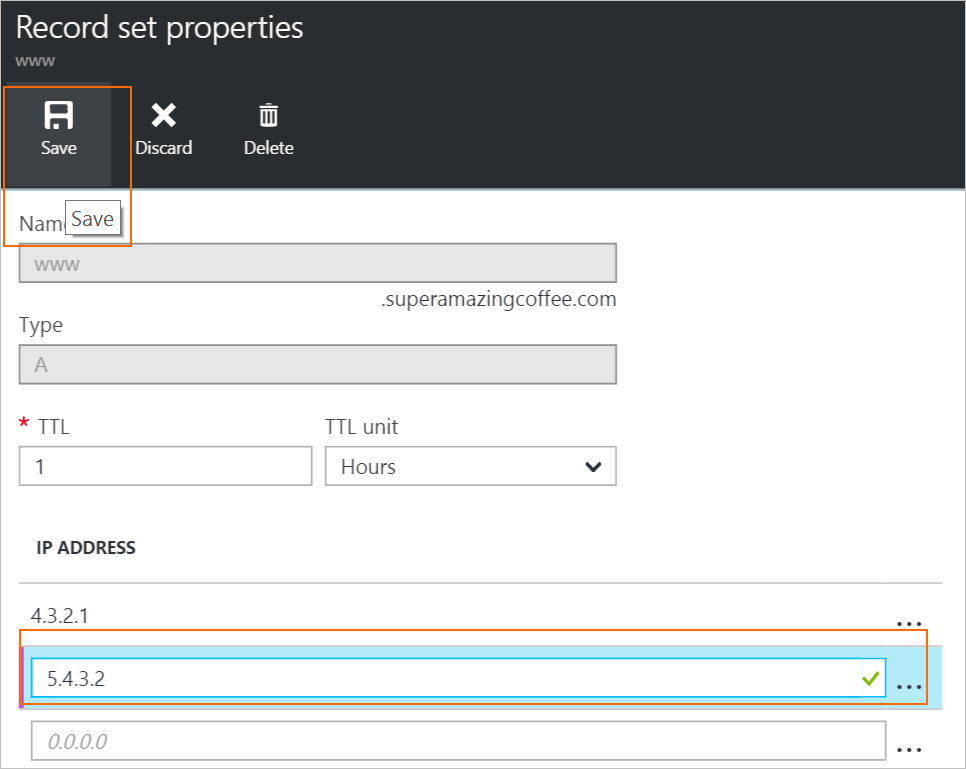 Record set properties
www
Save Discard Delete
Name
Save
www
.superamazingcoffee.com
Type
A
* TTL TTL unit
1 Hours
IP ADDRESS
4.3.2.1 ...
5.4.3.2 ...
0.0.0.0 ...